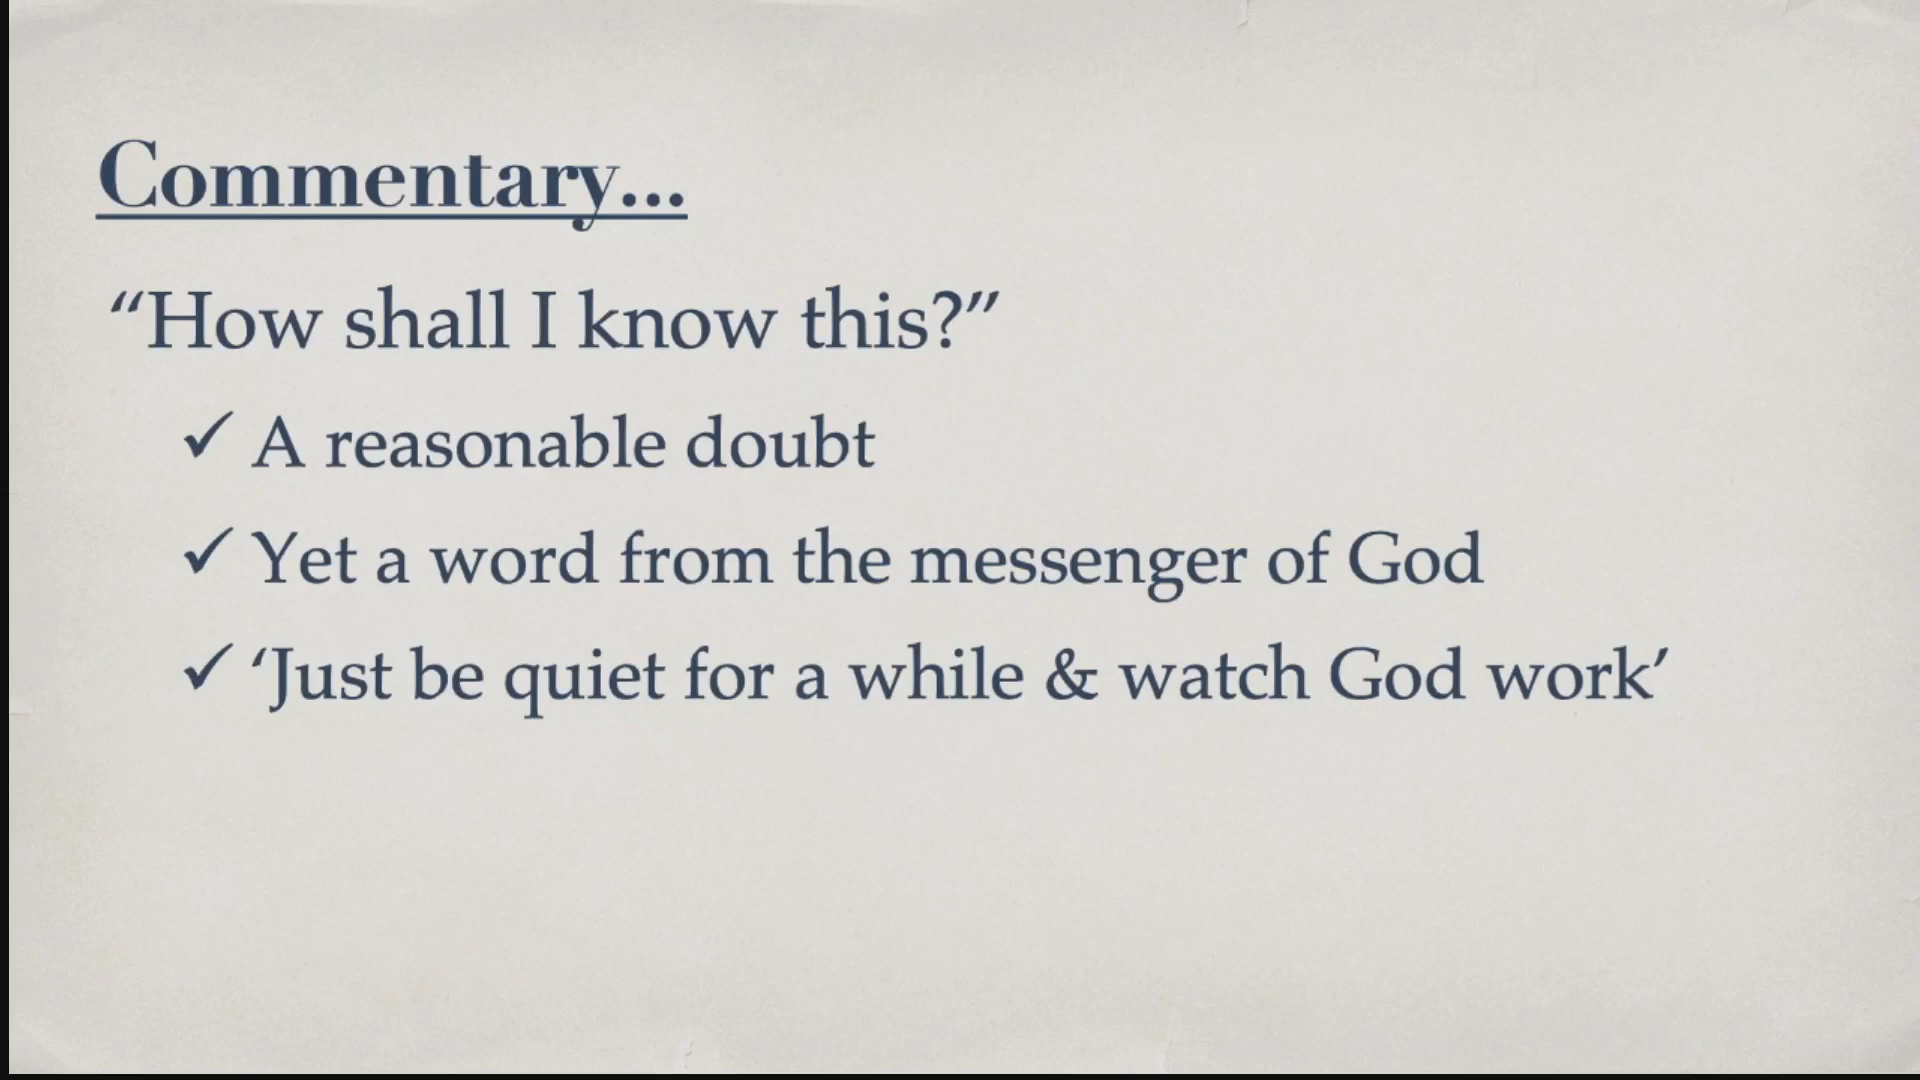 Commentary...
“How shall I know this?”
✓ A reasonable doubt
✓ Yet a word from the messenger of God
✓ ‘Just be quiet for a while & watch God work’